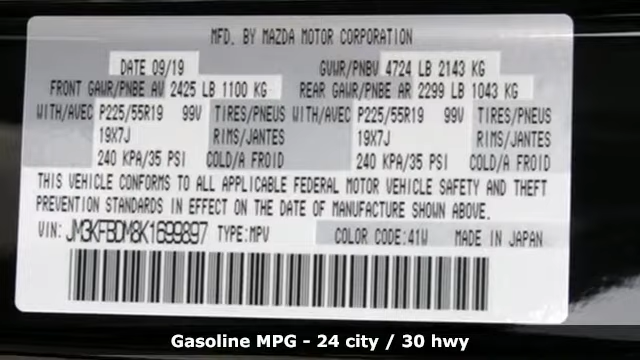 MFD. BY MAZDA MOTOR CORPORATION
DATE 09/19 GVWR/PNBV 4724 LB 2143 KG
FRONT GAWR/PNBE AV 2425 LB 1100 KG REAR GAWR/PNBE AR 2299 LB 1043 KG
WITH/AVEC P225/55R19 99V TIRES/PNEUS WITH/AVEC P225/55R19 99V TIRES/PNEUS
19X7J RIMS/JANTES 19X7J RIMS/JANTES
240 KPA/35 PSI COLD/A FROID 240 KPA/35 PSI COLD/A FROID
THIS VEHICLE CONFORMS TO ALL APPLICABLE FEDERAL MOTOR VEHICLE SAFETY AND THEFT
PREVENTION STANDARDS IN EFFECT ON THE DATE OF MANUFACTURE SHOWN ABOVE.
VIN: JM3KFBDM8K1699897 TYPE:MPV COLOR CODE:41W MADE IN JAPAN
Gasoline MPG - 24 city / 30 hwy